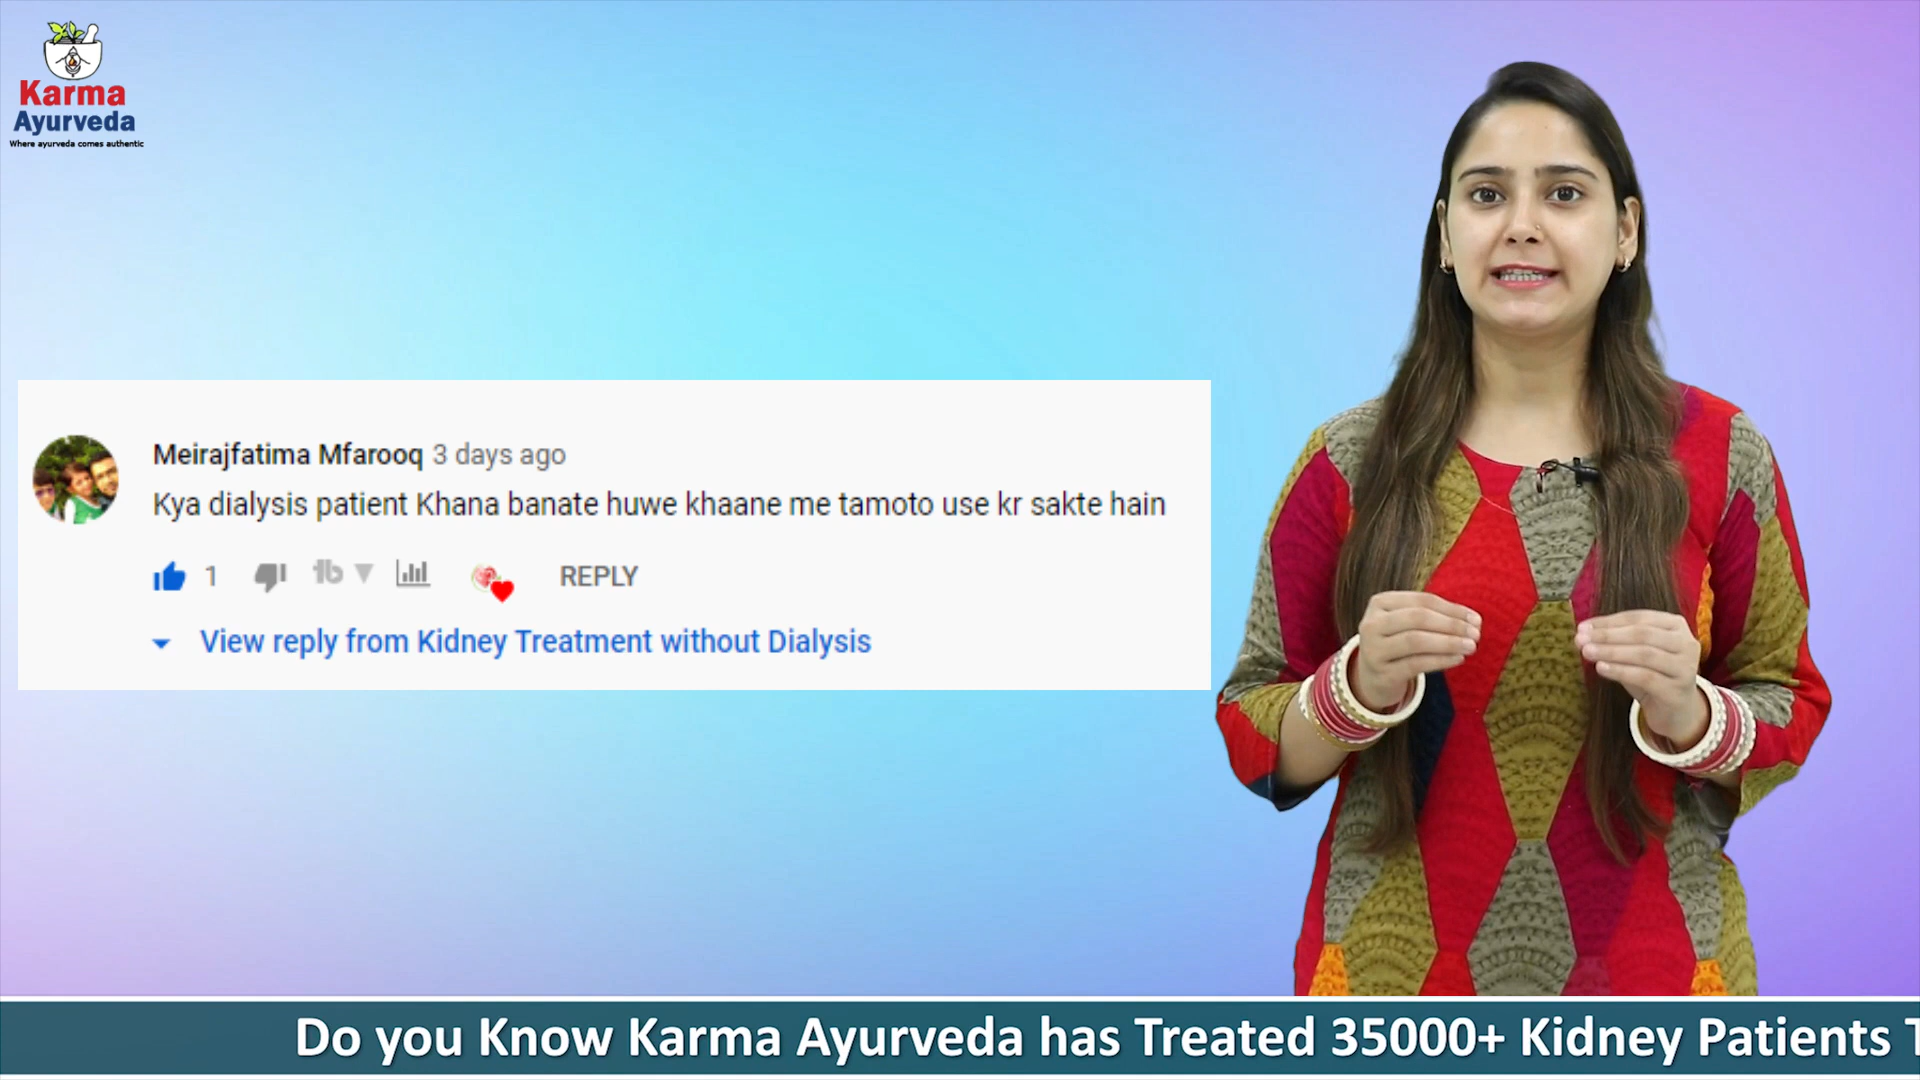 Karma
Ayurveda
Where ayurveda comes authentic
Meirajfatima Mfarooq 3 days ago
Kya dialysis patient Khana banate huwe khaane me tamoto use kr sakte hain
1 tb REPLY
View reply from Kidney Treatment without Dialysis
Do you Know Karma Ayurveda has Treated 35000+ Kidney Patients